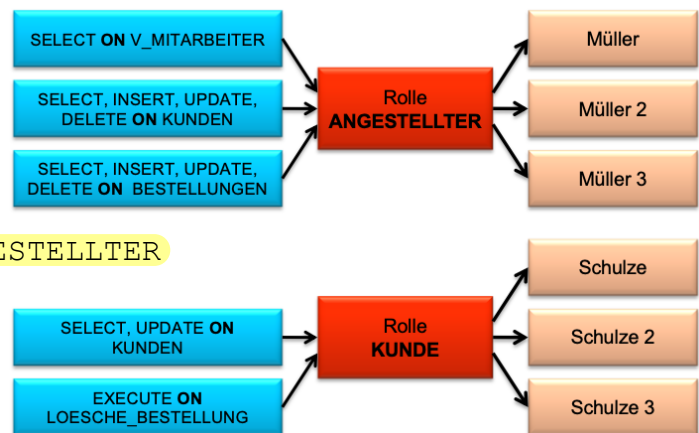 SELECT ON V_MITARBEITER
SELECT, INSERT, UPDATE,
DELETE ON KUNDEN
SELECT, INSERT, UPDATE,
DELETE ON BESTELLUNGEN
Rolle
ANGESTELLTER
Müller
Müller 2
Müller 3
ESTELLTER
SELECT, UPDATE ON
KUNDEN
EXECUTE ON
LOESCHE_BESTELLUNG
Rolle
KUNDE
Schulze
Schulze 2
Schulze 3